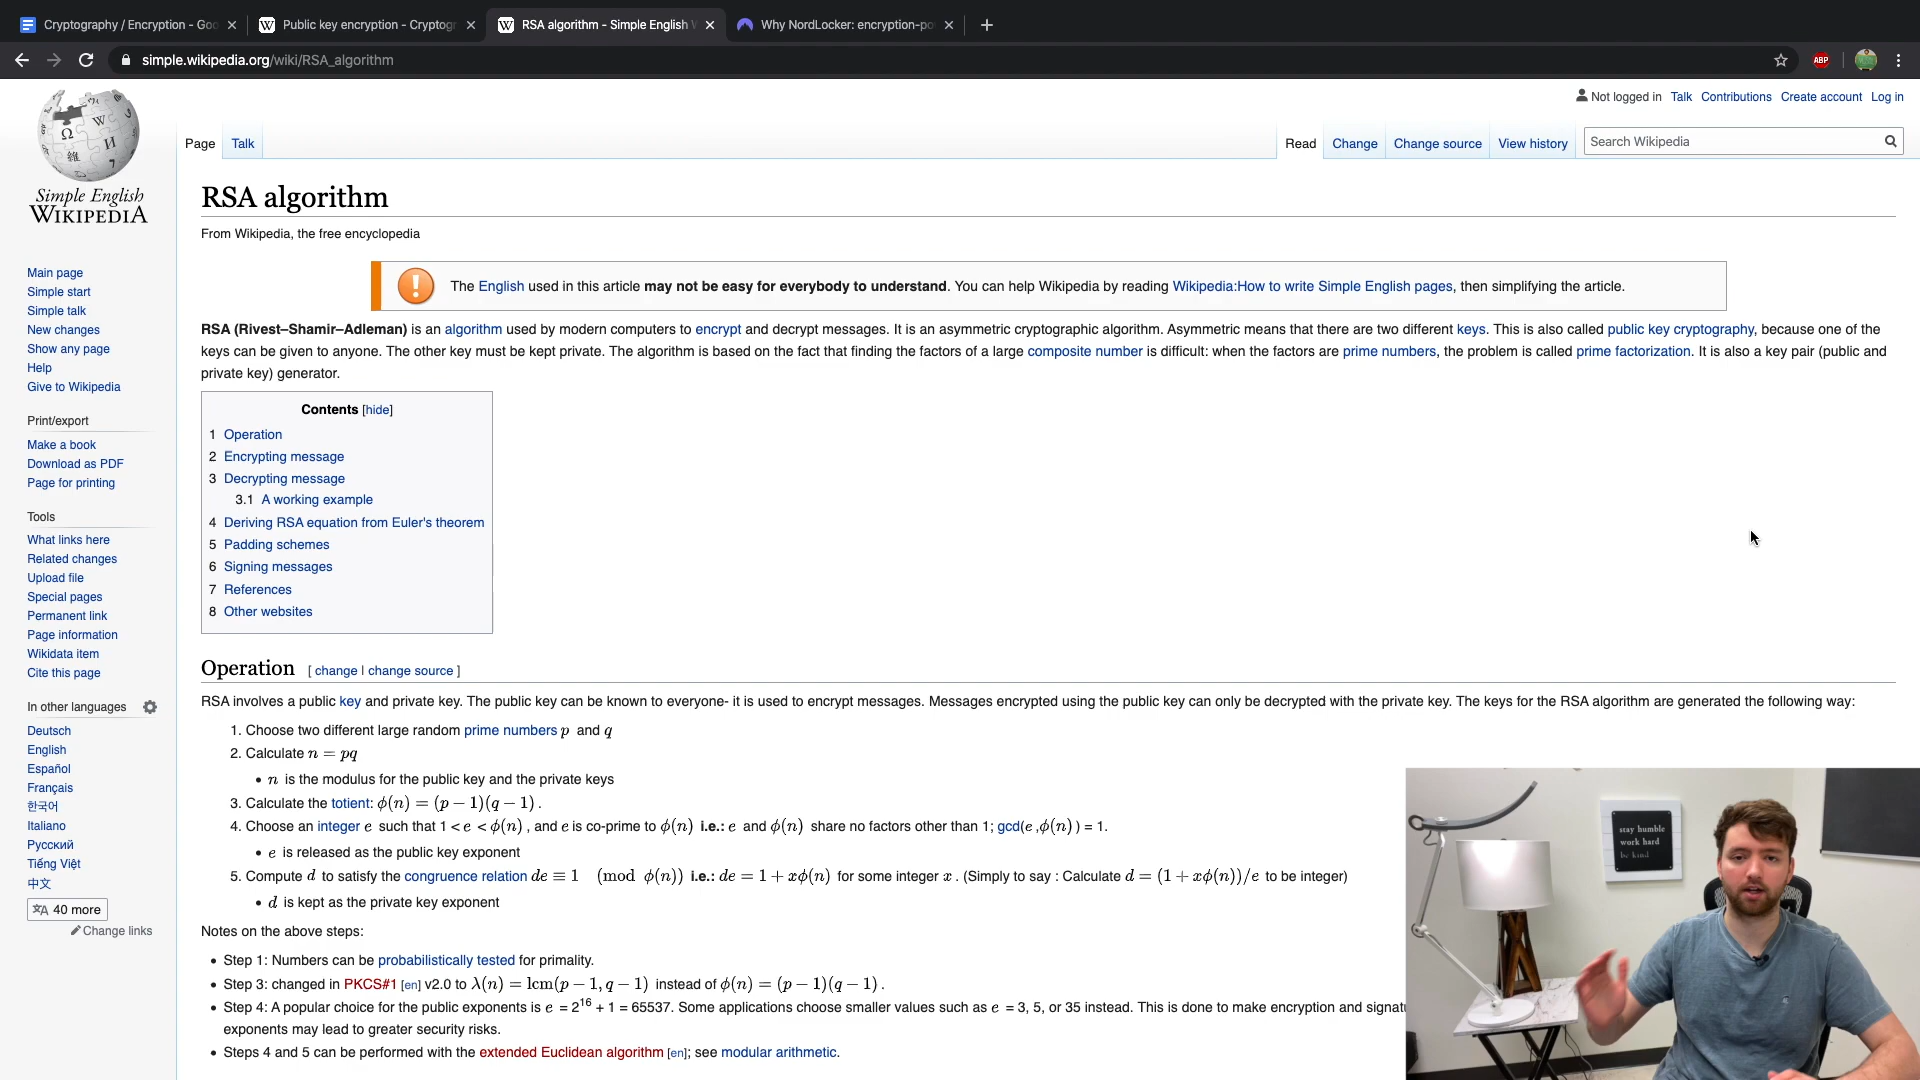 Cryptography / Encryption - Goo
Public key encryption - Cryptogr
RSA algorithm - Simple English W
Why NordLocker: encryption-po
simple.wikipedia.org/wiki/RSA_algorithm
ABP
Simple English
WIKIPEDIA
Not logged in Talk Contributions Create account Log in
Page Talk
Read Change Change source View history Search Wikipedia
RSA algorithm
From Wikipedia, the free encyclopedia
The English used in this article may not be easy for everybody to understand. You can help Wikipedia by reading Wikipedia:How to write Simple English pages, then simplifying the article.
RSA (Rivest–Shamir–Adleman) is an algorithm used by modern computers to encrypt and decrypt messages. It is an asymmetric cryptographic algorithm. Asymmetric means that there are two different keys. This is also called public key cryptography, because one of the
keys can be given to anyone. The other key must be kept private. The algorithm is based on the fact that finding the factors of a large composite number is difficult: when the factors are prime numbers, the problem is called prime factorization. It is also a key pair (public and
private key) generator.
Contents [hide]
1 Operation
2 Encrypting message
3 Decrypting message
3.1 A working example
4 Deriving RSA equation from Euler's theorem
5 Padding schemes
6 Signing messages
7 References
8 Other websites
Main page
Simple start
Simple talk
New changes
Show any page
Help
Give to Wikipedia
Print/export
Make a book
Download as PDF
Page for printing
Tools
What links here
Related changes
Upload file
Special pages
Permanent link
Page information
Wikidata item
Cite this page
In other languages
Deutsch
English
Español
Français
한국어
Italiano
Русский
Tiếng Việt
中文
40 more
Change links
Operation [ change | change source ]
RSA involves a public key and private key. The public key can be known to everyone- it is used to encrypt messages. Messages encrypted using the public key can only be decrypted with the private key. The keys for the RSA algorithm are generated the following way:
1. Choose two different large random prime numbers p and q
2. Calculate n = pq
• n is the modulus for the public key and the private keys
3. Calculate the totient: ϕ(n) = (p − 1)(q − 1).
4. Choose an integer e such that 1 < e < ϕ(n), and e is co-prime to ϕ(n) i.e.: e and ϕ(n) share no factors other than 1; gcd(e,ϕ(n)) = 1.
• e is released as the public key exponent
5. Compute d to satisfy the congruence relation de ≡ 1 (mod ϕ(n)) i.e.: de = 1 + xϕ(n) for some integer x. (Simply to say : Calculate d = (1 + xϕ(n))/e to be integer)
• d is kept as the private key exponent
Notes on the above steps:
• Step 1: Numbers can be probabilistically tested for primality.
• Step 3: changed in PKCS#1 [en] v2.0 to λ(n) = lcm(p − 1, q − 1) instead of ϕ(n) = (p − 1)(q − 1).
• Step 4: A popular choice for the public exponents is e = 2¹⁶ + 1 = 65537. Some applications choose smaller values such as e = 3, 5, or 35 instead. This is done to make encryption and signatu
exponents may lead to greater security risks.
• Steps 4 and 5 can be performed with the extended Euclidean algorithm [en]; see modular arithmetic.
stay humble
work hard
be kind